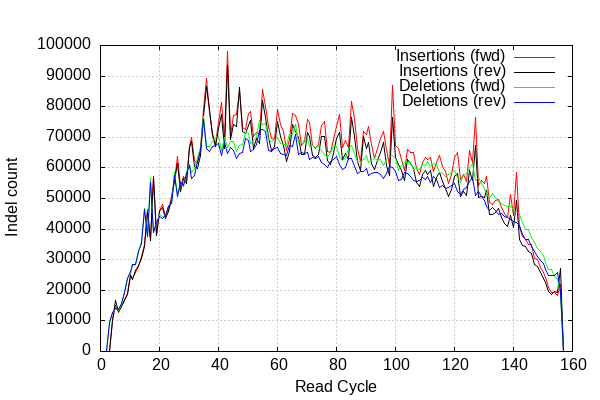 100000
90000
80000
70000
60000
50000
40000
30000
20000
10000
0
Indel count
Insertions (fwd)
Insertions (rev)
Deletions (fwd)
Deletions (rev)
0 20 40 60 80 100 120 140 160
Read Cycle